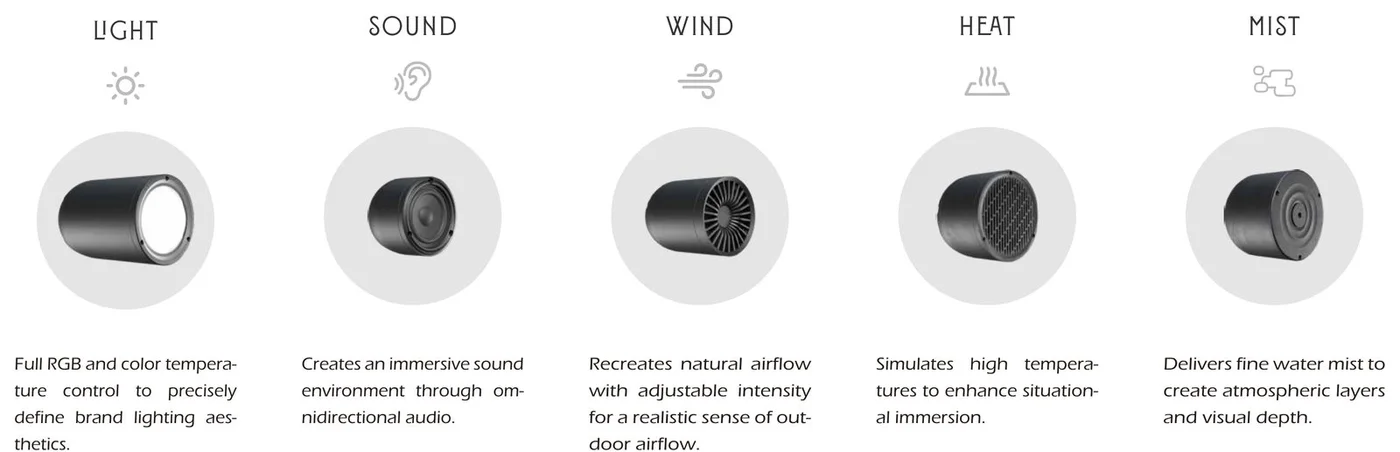 LIGHT
SOUND
WIND
HEAT
MIST
Full RGB and color tempera-
ture control to precisely
define brand lighting aes-
thetics.
Creates an immersive sound
environment through om-
nidirectional audio.
Recreates natural airflow
with adjustable intensity
for a realistic sense of out-
door airflow.
Simulates high tempera-
tures to enhance situation-
al immersion.
Delivers fine water mist to
create atmospheric layers
and visual depth.